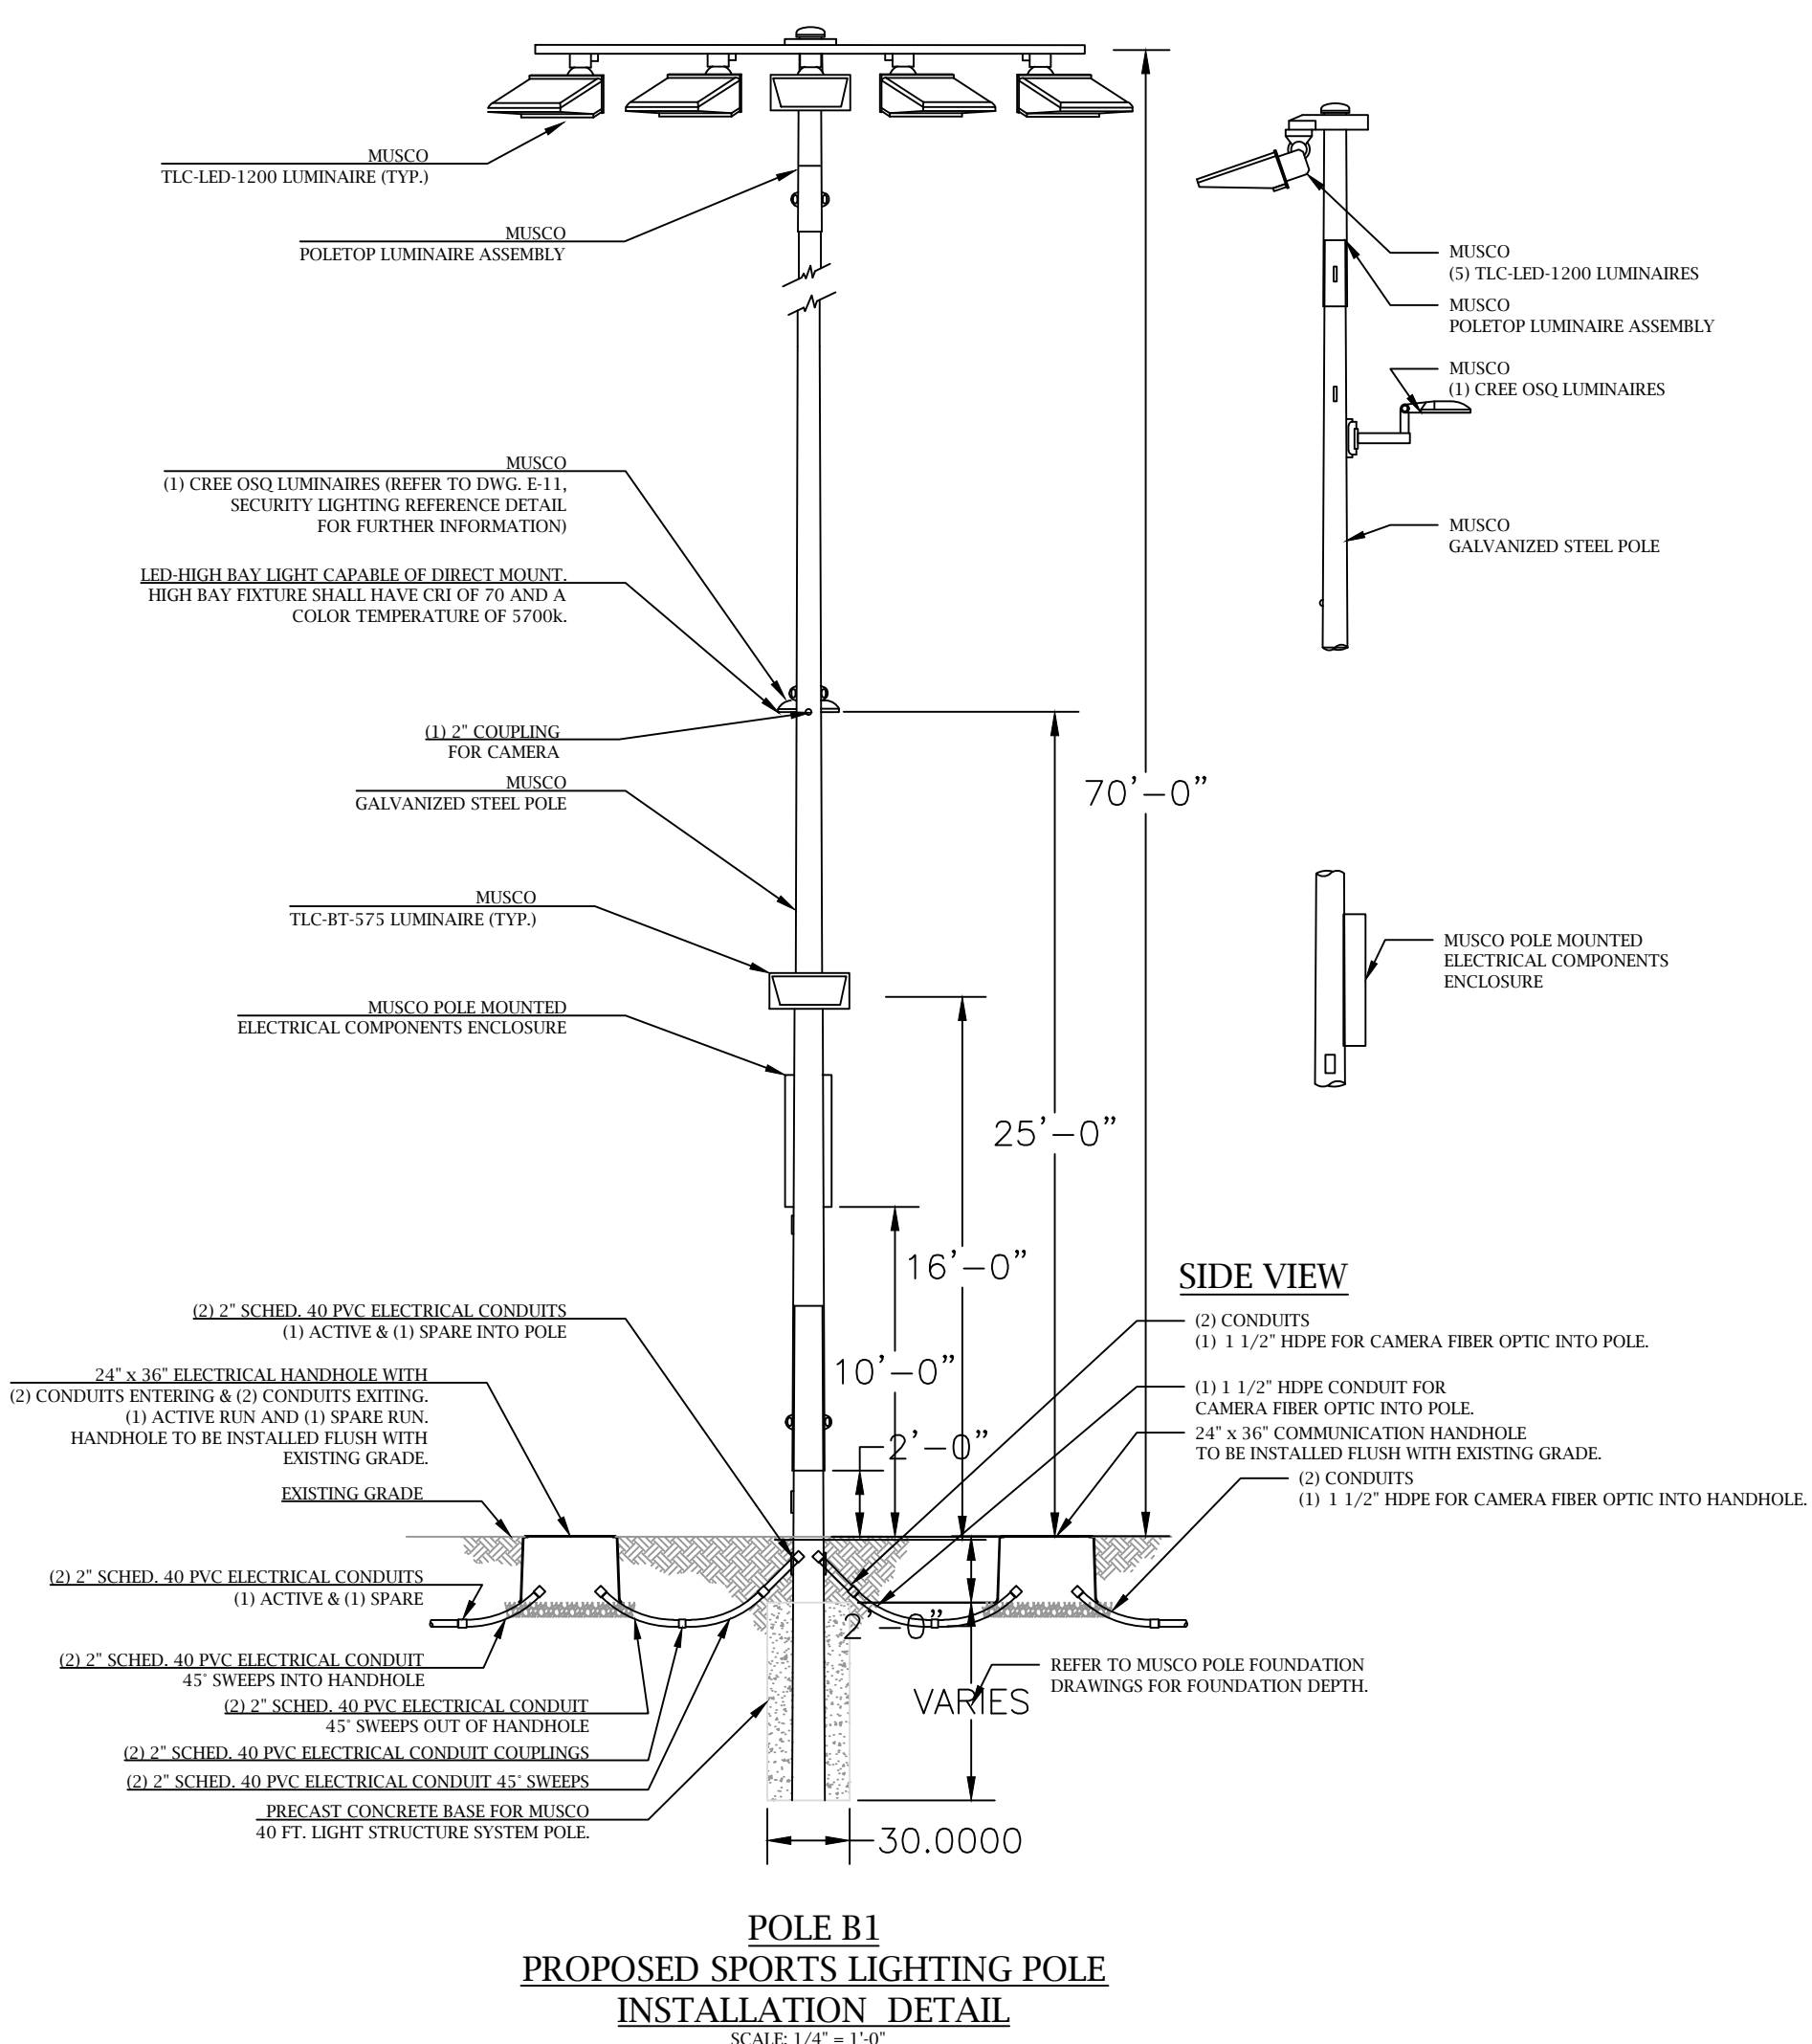 MUSCO
TLC-LED-1200 LUMINAIRE (TYP.)
MUSCO
POLETOP LUMINAIRE ASSEMBLY
MUSCO
(1) CREE OSQ LUMINAIRES (REFER TO DWG. E-11,
SECURITY LIGHTING REFERENCE DETAIL
FOR FURTHER INFORMATION)
LED-HIGH BAY LIGHT CAPABLE OF DIRECT MOUNT.
HIGH BAY FIXTURE SHALL HAVE CRI OF 70 AND A
COLOR TEMPERATURE OF 5700k.
(1) 2" COUPLING
FOR CAMERA
MUSCO
GALVANIZED STEEL POLE
MUSCO
TLC-BT-575 LUMINAIRE (TYP.)
MUSCO POLE MOUNTED
ELECTRICAL COMPONENTS ENCLOSURE
(2) 2" SCHED. 40 PVC ELECTRICAL CONDUITS
(1) ACTIVE & (1) SPARE INTO POLE
24" x 36" ELECTRICAL HANDHOLE WITH
(2) CONDUITS ENTERING & (2) CONDUITS EXITING.
(1) ACTIVE RUN AND (1) SPARE RUN.
HANDHOLE TO BE INSTALLED FLUSH WITH
EXISTING GRADE.
EXISTING GRADE
(2) 2" SCHED. 40 PVC ELECTRICAL CONDUITS
(1) ACTIVE & (1) SPARE
(2) 2" SCHED. 40 PVC ELECTRICAL CONDUIT
45° SWEEPS INTO HANDHOLE
(2) 2" SCHED. 40 PVC ELECTRICAL CONDUIT
45° SWEEPS OUT OF HANDHOLE
(2) 2" SCHED. 40 PVC ELECTRICAL CONDUIT COUPLINGS
(2) 2" SCHED. 40 PVC ELECTRICAL CONDUIT 45° SWEEPS
PRECAST CONCRETE BASE FOR MUSCO
40 FT. LIGHT STRUCTURE SYSTEM POLE.
70'-0"
25'-0"
16'-0"
10'-0"
2'-0"
2'-0"
VARIES
30.0000
MUSCO
(5) TLC-LED-1200 LUMINAIRES
MUSCO
POLETOP LUMINAIRE ASSEMBLY
MUSCO
(1) CREE OSQ LUMINAIRES
MUSCO
GALVANIZED STEEL POLE
MUSCO POLE MOUNTED
ELECTRICAL COMPONENTS
ENCLOSURE
SIDE VIEW
(2) CONDUITS
(1) 1 1/2" HDPE FOR CAMERA FIBER OPTIC INTO POLE.
(1) 1 1/2" HDPE CONDUIT FOR
CAMERA FIBER OPTIC INTO POLE.
24" x 36" COMMUNICATION HANDHOLE
TO BE INSTALLED FLUSH WITH EXISTING GRADE.
(2) CONDUITS
(1) 1 1/2" HDPE FOR CAMERA FIBER OPTIC INTO HANDHOLE.
REFER TO MUSCO POLE FOUNDATION
DRAWINGS FOR FOUNDATION DEPTH.
POLE B1
PROPOSED SPORTS LIGHTING POLE
INSTALLATION DETAIL
SCALE: 1/4" = 1'-0"